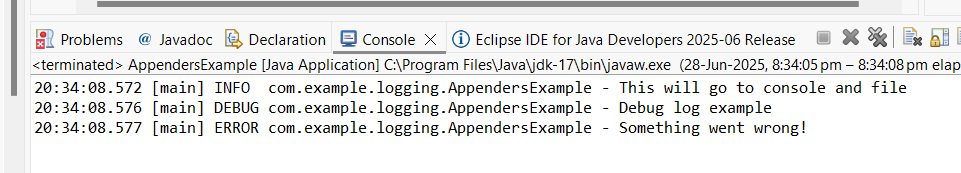 Problems @ Javadoc Declaration Console Eclipse IDE for Java Developers 2025-06 Release
<terminated> AppendersExample [Java Application] C:\Program Files\Java\jdk-17\bin\javaw.exe (28-Jun-2025, 8:34:05 pm – 8:34:08 pm elap
20:34:08.572 [main] INFO  com.example.logging.AppendersExample - This will go to console and file
20:34:08.576 [main] DEBUG com.example.logging.AppendersExample - Debug log example
20:34:08.577 [main] ERROR com.example.logging.AppendersExample - Something went wrong!